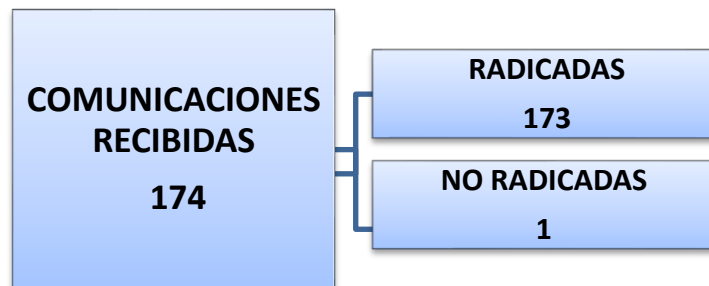 COMUNICACIONES
RECIBIDAS
174
RADICADAS
173
NO RADICADAS
1